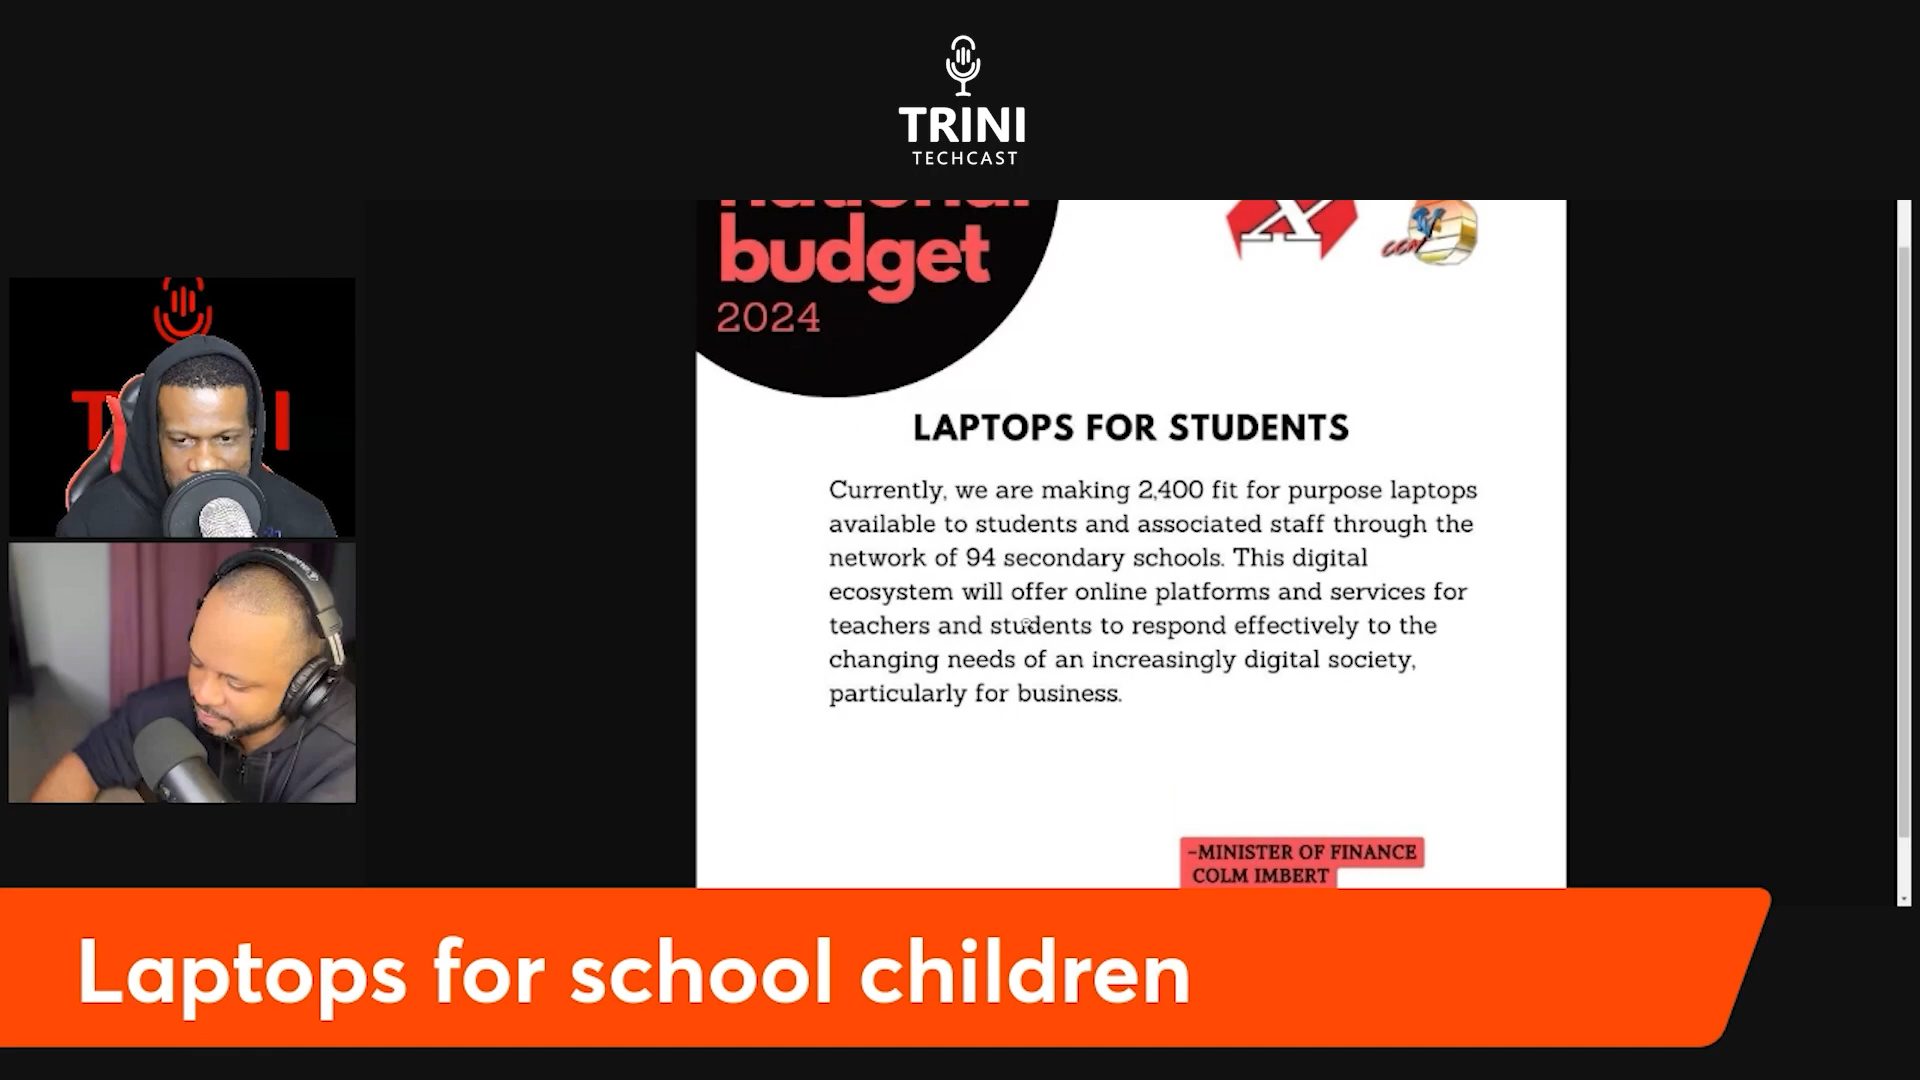 TRINI
TECHCAST
national
budget
2024
X
LAPTOPS FOR STUDENTS
Currently, we are making 2,400 fit for purpose laptops
available to students and associated staff through the
network of 94 secondary schools. This digital
ecosystem will offer online platforms and services for
teachers and students to respond effectively to the
changing needs of an increasingly digital society,
particularly for business.
-MINISTER OF FINANCE
COLM IMBERT
Laptops for school children